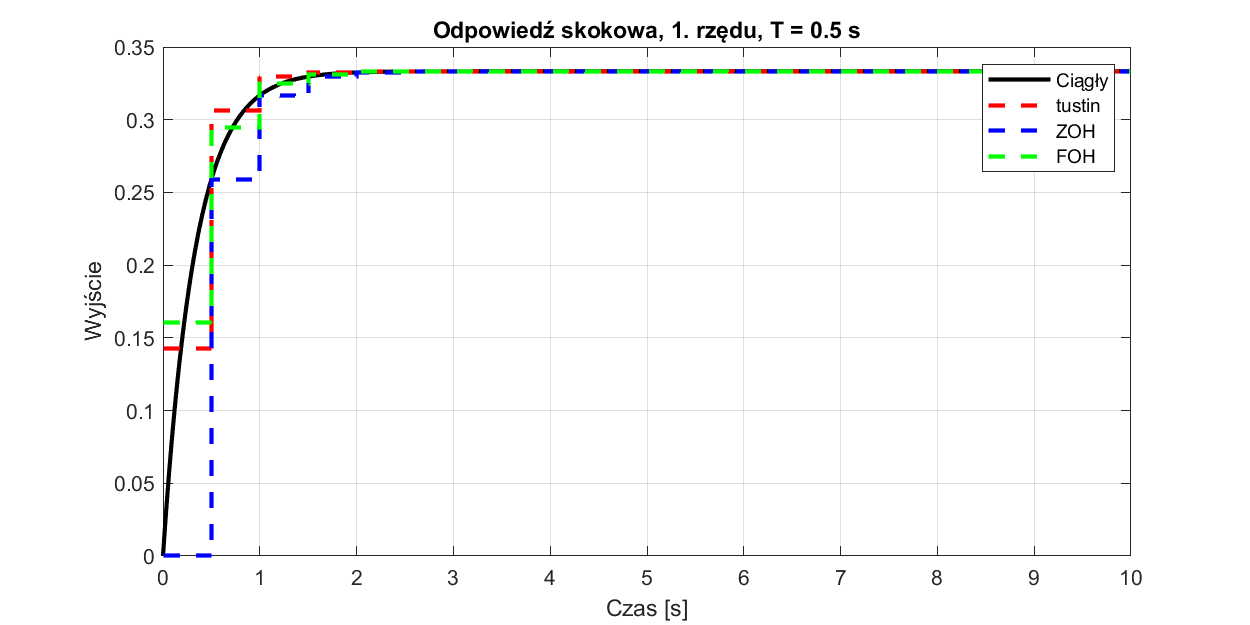 Odpowiedź skokowa, 1. rzędu, T = 0.5 s
0.35
0.3
0.25
0.2
0.15
0.1
0.05
0
Wyjście
Ciągły
tustin
ZOH
FOH
0 1 2 3 4 5 6 7 8 9 10
Czas [s]